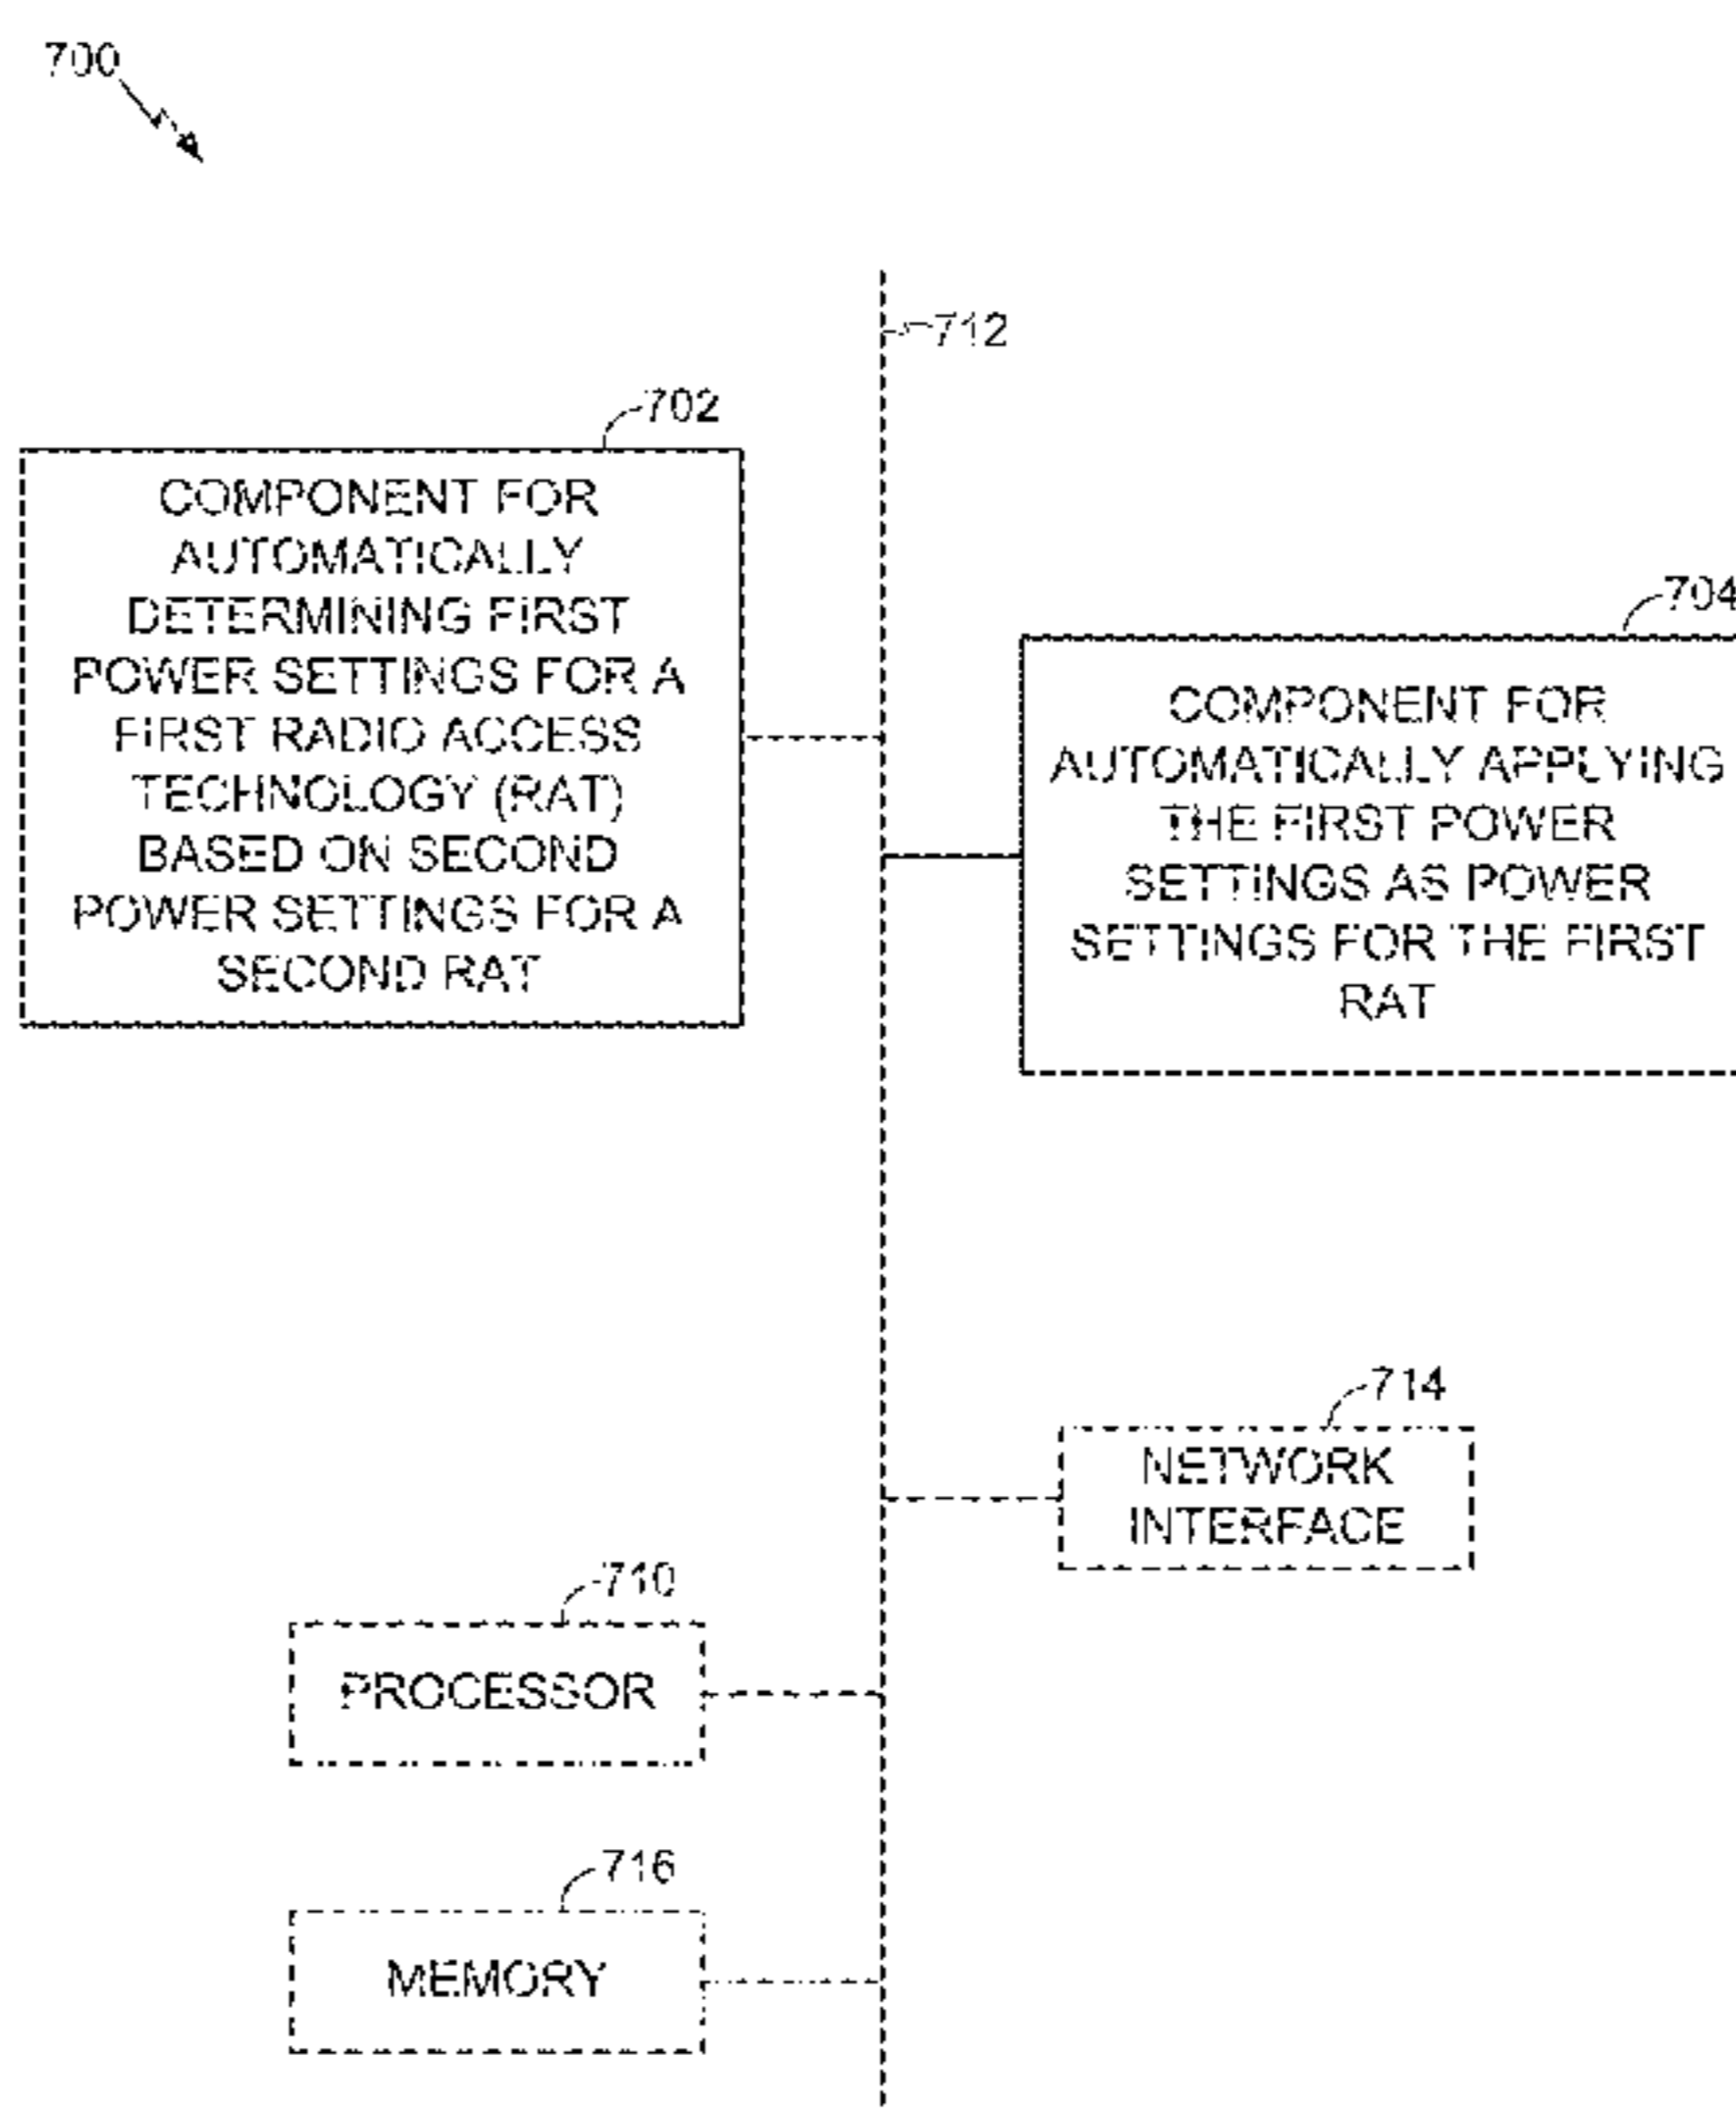 700
712
702
COMPONENT FOR
AUTOMATICALLY
DETERMINING FIRST
POWER SETTINGS FOR A
FIRST RADIO ACCESS
TECHNOLOGY (RAT)
BASED ON SECOND
POWER SETTINGS FOR A
SECOND RAT
704
COMPONENT FOR
AUTOMATICALLY APPLYING
THE FIRST POWER
SETTINGS AS POWER
SETTINGS FOR THE FIRST
RAT
714
NETWORK
INTERFACE
710
PROCESSOR
716
MEMORY